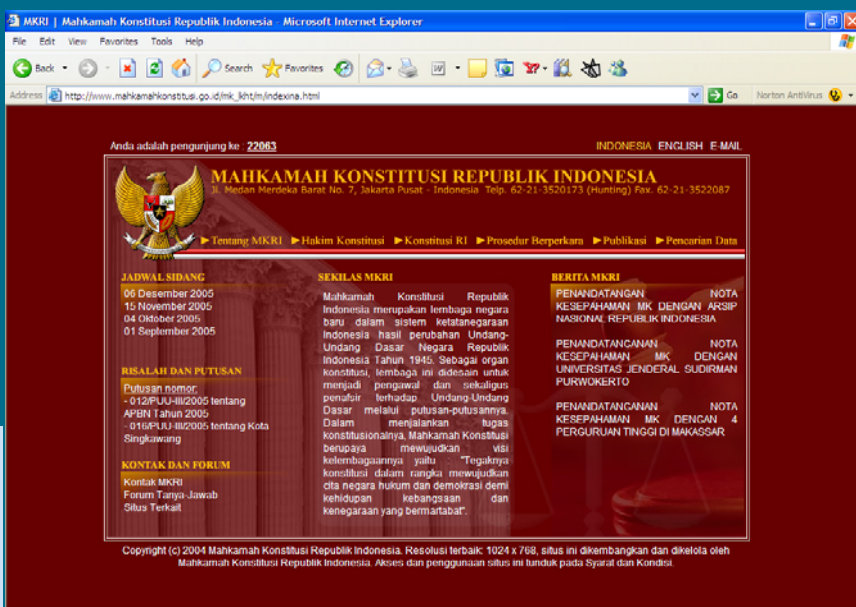 MKRI | Mahkamah Konstitusi Republik Indonesia - Microsoft Internet Explorer
File Edit View Favorites Tools Help
Back Search Favorites
Address http://www.mahkamahkonstitusi.go.id/mk_lkht/m/indexina.html Go Norton AntiVirus
Anda adalah pengunjung ke : 22063 INDONESIA ENGLISH E-MAIL
MAHKAMAH KONSTITUSI REPUBLIK INDONESIA
Jl. Medan Merdeka Barat No. 7, Jakarta Pusat - Indonesia Telp. 62-21-3520173 (Hunting) Fax. 62-21-3522087
Tentang MKRI Hakim Konstitusi Konstitusi RI Prosedur Berperkara Publikasi Pencarian Data
JADWAL SIDANG
06 Desember 2005
15 November 2005
04 Oktober 2005
01 September 2005
RISALAH DAN PUTUSAN
Putusan nomor:
- 012/PUU-III/2005 tentang
APBN Tahun 2005
- 016/PUU-III/2005 tentang Kota
Singkawang
KONTAK DAN FORUM
Kontak MKRI
Forum Tanya-Jawab
Situs Terkait
SEKILAS MKRI
Mahkamah Konstitusi Republik
Indonesia merupakan lembaga negara
baru dalam sistem ketatanegaraan
Indonesia hasil perubahan Undang-
Undang Dasar Negara Republik
Indonesia Tahun 1945. Sebagai organ
konstitusi, lembaga ini didesain untuk
menjadi pengawal dan sekaligus
penafsir terhadap Undang-Undang
Dasar melalui putusan-putusannya.
Dalam menjalankan tugas
konstitusionalnya, Mahkamah Konstitusi
berupaya mewujudkan visi
kelembagaannya yaitu : "Tegaknya
konstitusi dalam rangka mewujudkan
cita negara hukum dan demokrasi demi
kehidupan kebangsaan dan
kenegaraan yang bermartabat".
BERITA MKRI
PENANDATANGAN NOTA
KESEPAHAMAN MK DENGAN ARSIP
NASIONAL REPUBLIK INDONESIA
PENANDATANGANAN NOTA
KESEPAHAMAN MK DENGAN
UNIVERSITAS JENDERAL SUDIRMAN
PURWOKERTO
PENANDATANGANAN NOTA
KESEPAHAMAN MK DENGAN 4
PERGURUAN TINGGI DI MAKASSAR
Copyright (c) 2004 Mahkamah Konstitusi Republik Indonesia. Resolusi terbaik: 1024 x 768, situs ini dikembangkan dan dikelola oleh
Mahkamah Konstitusi Republik Indonesia. Akses dan penggunaan situs ini tunduk pada Syarat dan Kondisi.